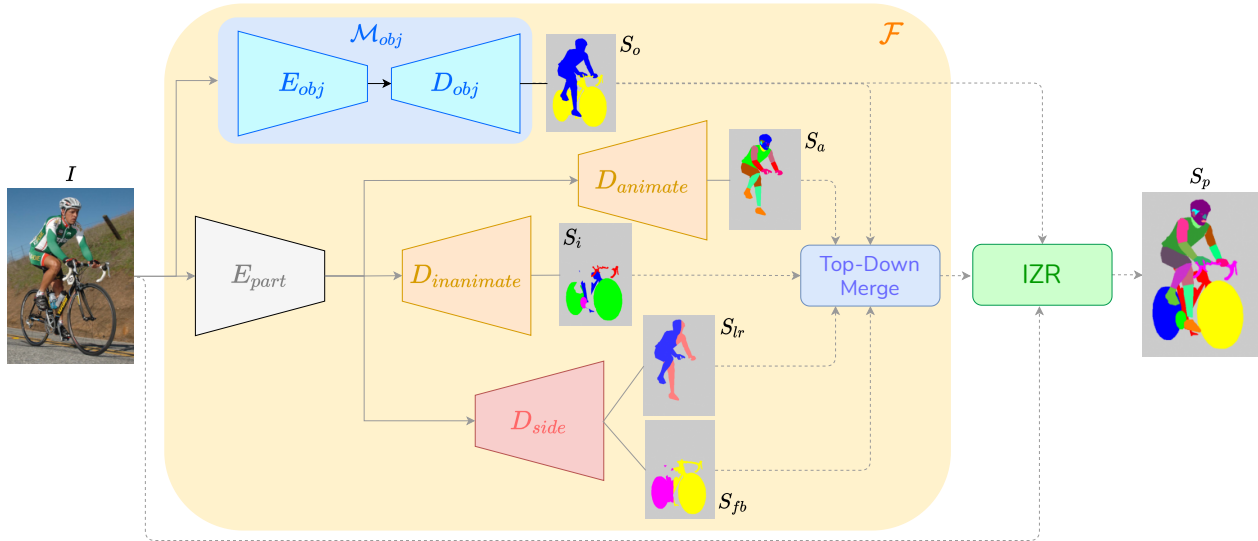 M_obj
F
E_obj
D_obj
S_o
I
D_animate
S_a
E_part
D_inanimate
S_i
Top-Down
Merge
IZR
S_p
S_lr
D_side
S_fb